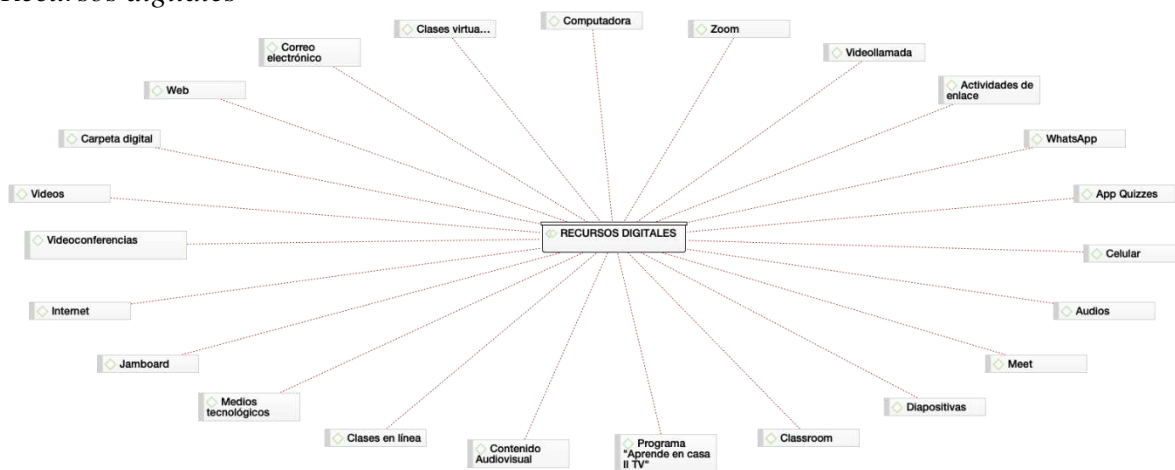 Recursos digitales
Computadora
Clases virtua...
Zoom
Correo
electrónico
Videollamada
Web
Actividades de
enlace
Carpeta digital
WhatsApp
Videos
App Quizzes
RECURSOS DIGITALES
Videoconferencias
Celular
Internet
Audios
Jamboard
Meet
Medios
tecnológicos
Diapositivas
Clases en línea
Contenido
Audiovisual
Programa
"Aprende en casa
II TV"
Classroom